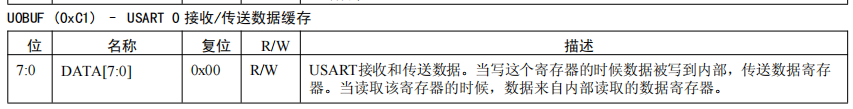 U0BUF (0xC1) – USART 0 接收/传送数据缓存
位 名称 复位 R/W 描述
7:0 DATA[7:0] 0x00 R/W USART接收和传送数据。当写这个寄存器的时候数据被写到内部，传送数据寄存
器。当读取该寄存器的时候，数据来自内部读取的数据寄存器。